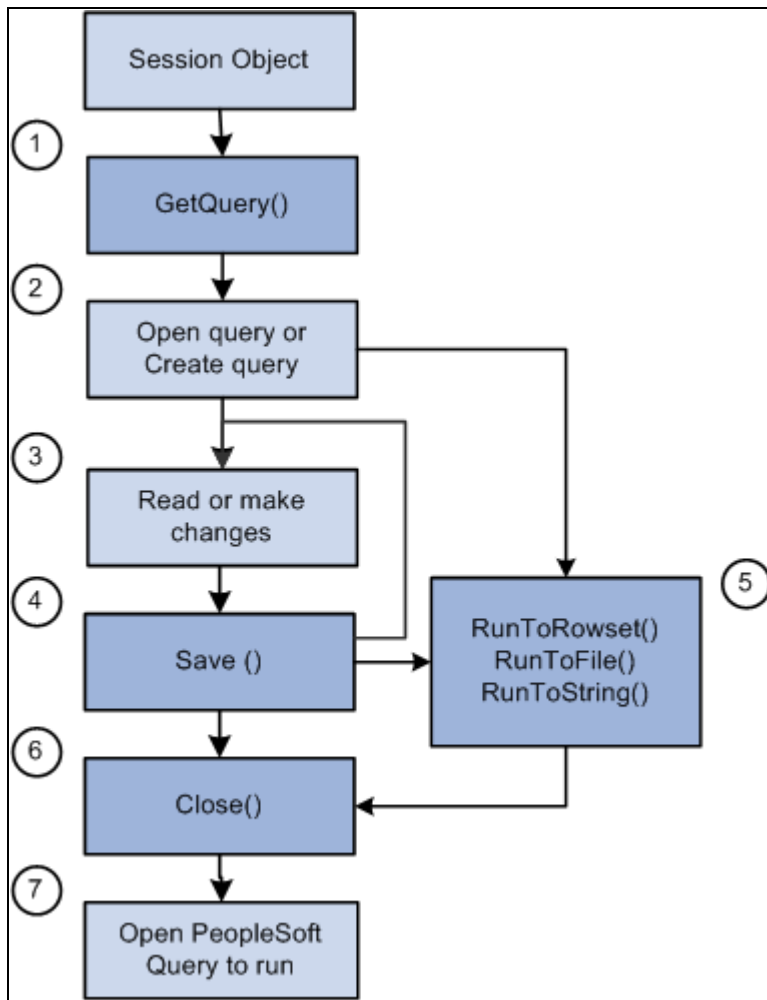 Session Object
1
GetQuery()
2
Open query or
Create query
3
Read or make
changes
4
Save ()
5
RunToRowset()
RunToFile()
RunToString()
6
Close()
7
Open PeopleSoft
Query to run